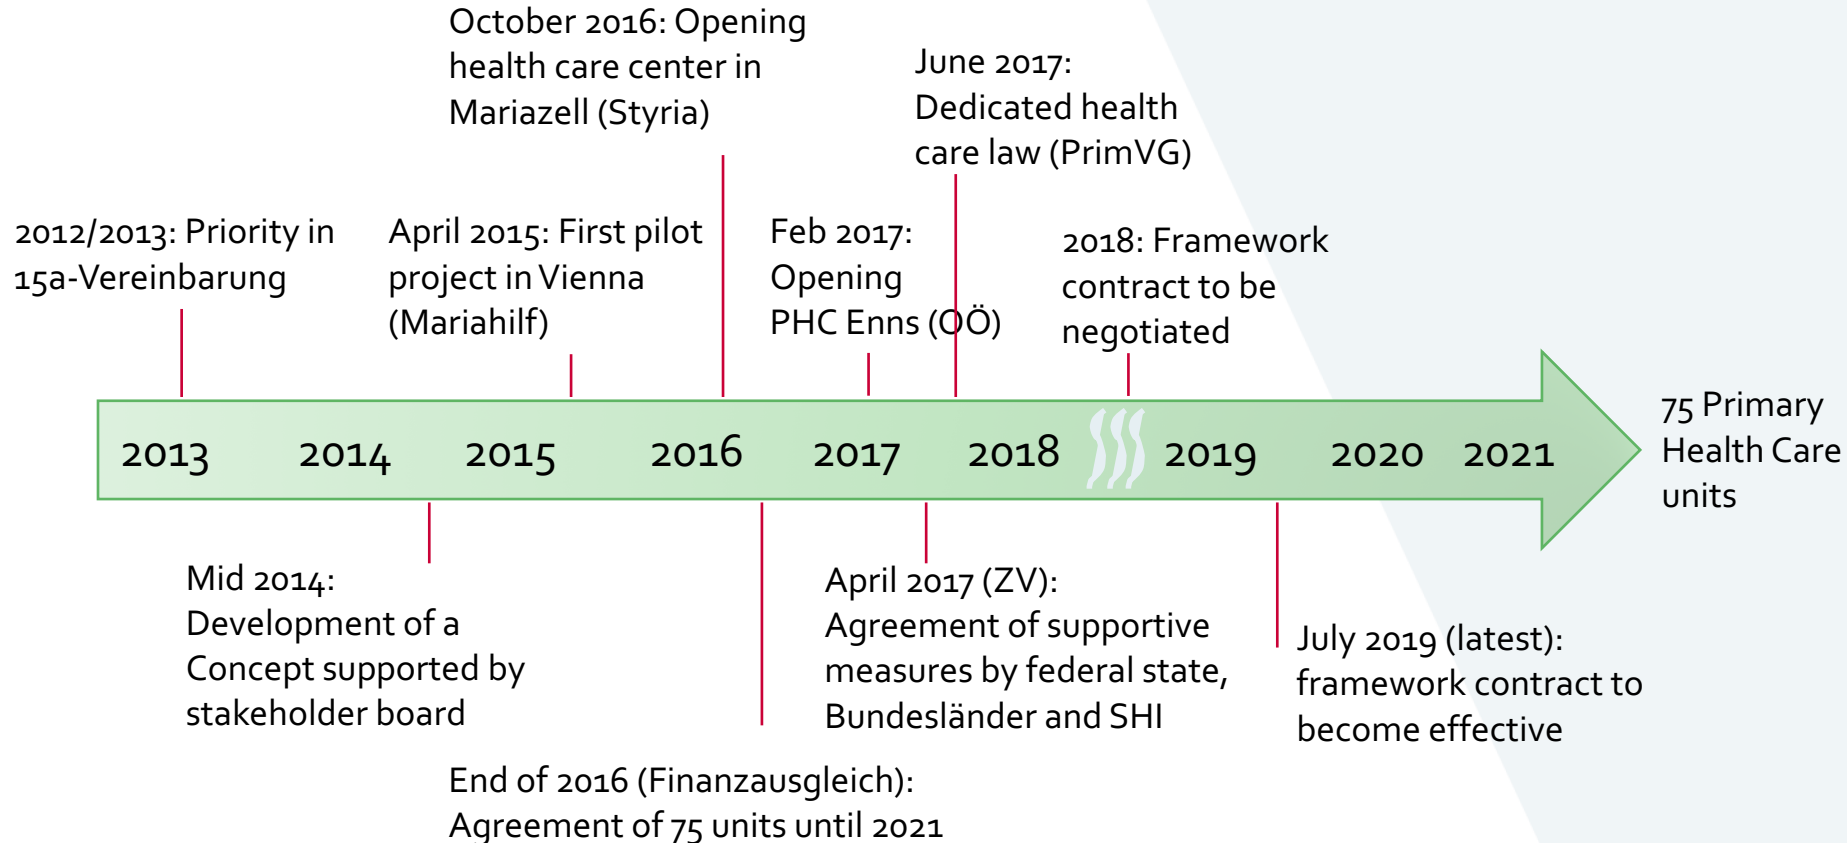 October 2016: Opening
health care center in
Mariazell (Styria)
June 2017:
Dedicated health
care law (PrimVG)
2012/2013: Priority in
15a-Vereinbarung
April 2015: First pilot
project in Vienna
(Mariahilf)
Feb 2017:
Opening
PHC Enns (OÖ)
2018: Framework
contract to be
negotiated
2013 2014 2015 2016 2017 2018 2019 2020 2021
75 Primary
Health Care
units
Mid 2014:
Development of a
Concept supported by
stakeholder board
End of 2016 (Finanzausgleich):
Agreement of 75 units until 2021
April 2017 (ZV):
Agreement of supportive
measures by federal state,
Bundesländer and SHI
July 2019 (latest):
framework contract to
become effective